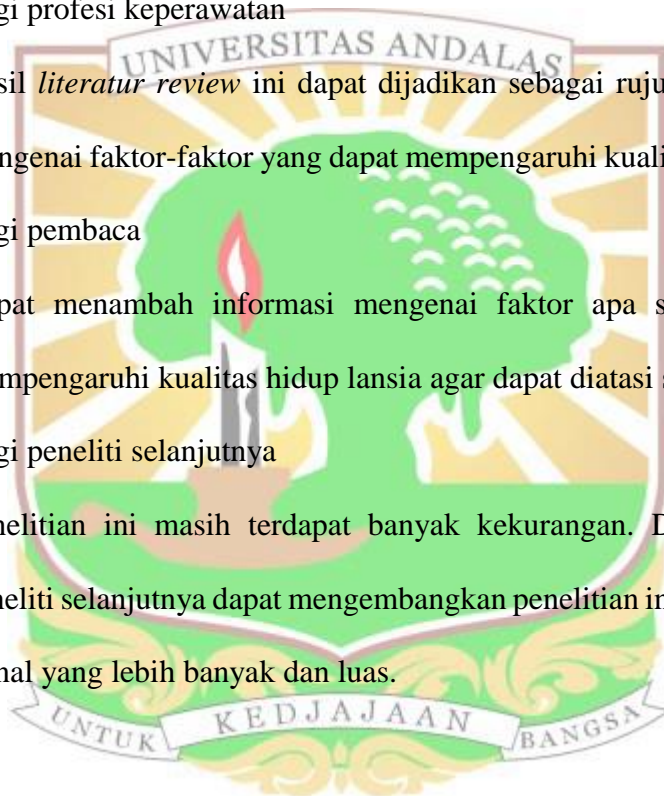 gi profesi keperawatan
UNIVERSITAS ANDALAS
sil literatur review ini dapat dijadikan sebagai ruju
ngenai faktor-faktor yang dapat mempengaruhi kuali
gi pembaca
pat menambah informasi mengenai faktor apa s
mpengaruhi kualitas hidup lansia agar dapat diatasi s
gi peneliti selanjutnya
nelitian ini masih terdapat banyak kekurangan. D
neliti selanjutnya dapat mengembangkan penelitian in
nal yang lebih banyak dan luas.
UNTUK KEDJAJAAN BANGSA